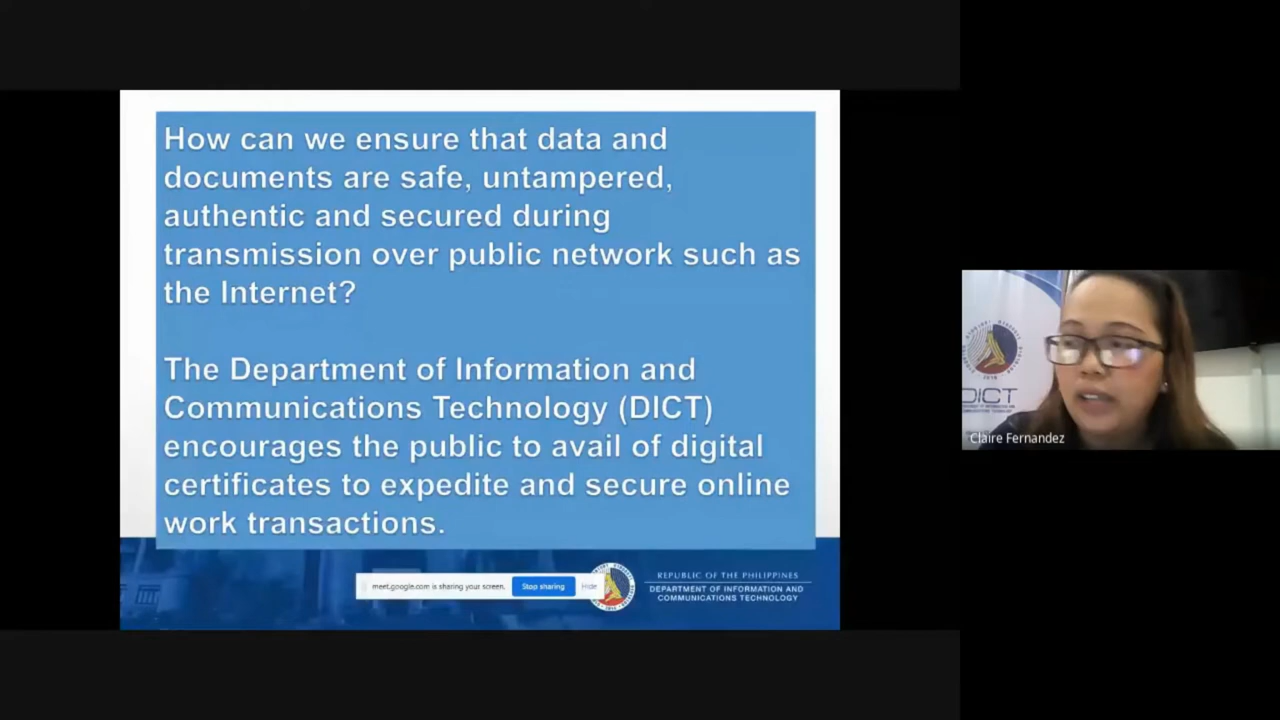 How can we ensure that data and
documents are safe, untampered,
authentic and secured during
transmission over public network such as
the Internet?
The Department of Information and
Communications Technology (DICT)
encourages the public to avail of digital
certificates to expedite and secure online
work transactions.
meet.google.com is sharing your screen.
Stop sharing
Hide
REPUBLIC OF THE PHILIPPINES
DEPARTMENT OF INFORMATION AND
COMMUNICATIONS TECHNOLOGY
DICT
Claire Fernandez